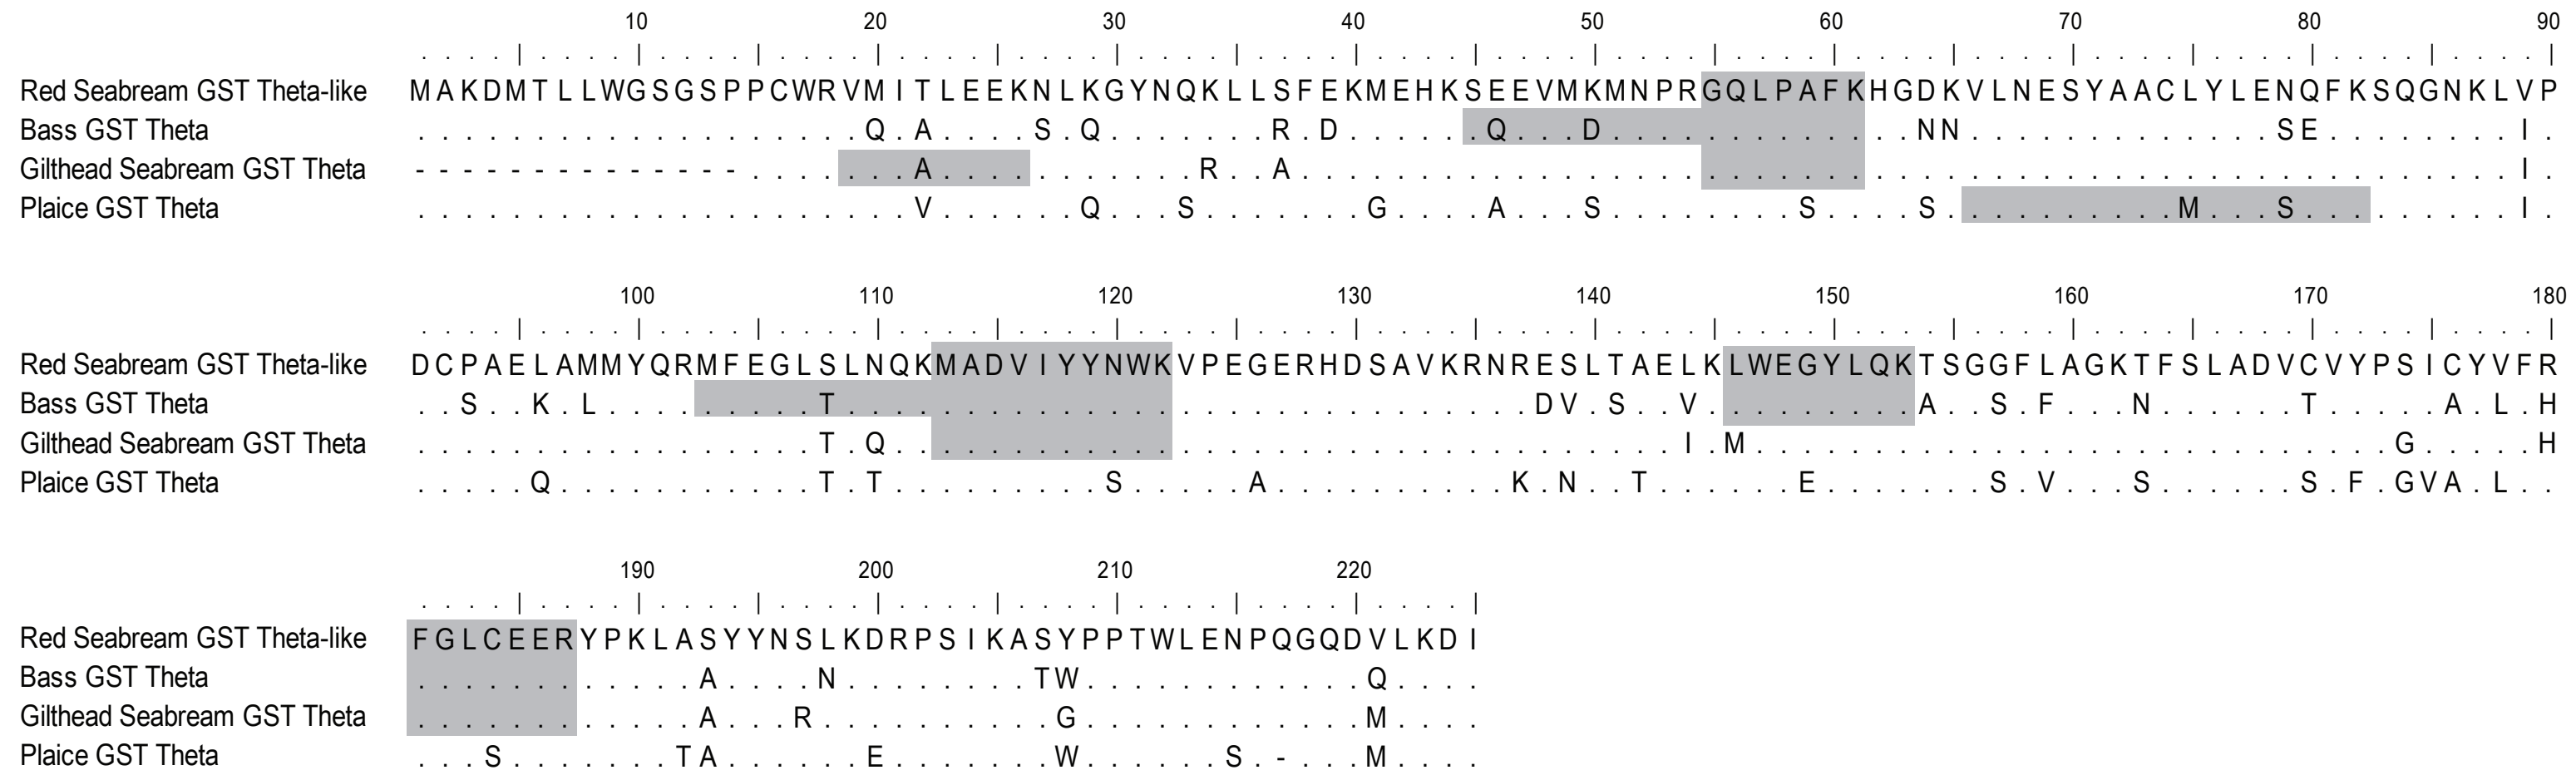 10 20 30 40 50 60 70 80 90
. . . . | . . . . | . . . . | . . . . | . . . . | . . . . | . . . . | . . . . | . . . . | . . . . | . . . . | . . . . | . . . . | . . . . | . . . . | . . . . | . . . . | . . . . |
Red Seabream GST Theta-like MAKDMTLLWGSGSPPCWRVMITLEEKNLKGYNQKLLSFEKMEHKSEEVMKMNPRGQLPAFKHGDKVLNESYAACLYLENQFKSQGNKLVP
Bass GST Theta ...................Q.A....S.Q.......R.D......Q...D.............NN.............SE........I.
Gilthead Seabream GST Theta --------------.......A...........R..A...................................................I.
Plaice GST Theta .....................V......Q...S.......G....A...S........S....S..........M...S.........I.
100 110 120 130 140 150 160 170 180
. . . . | . . . . | . . . . | . . . . | . . . . | . . . . | . . . . | . . . . | . . . . | . . . . | . . . . | . . . . | . . . . | . . . . | . . . . | . . . . | . . . . | . . . . |
Red Seabream GST Theta-like DCPAELAMMYQRMFEGLSLNQKMADVIYYNWKVPEGERHDSAVKRNRESLTAELKLWEGYLQKTSGGFLAGKTFSLADVCVYPSICYVFR
Bass GST Theta ..S..K.L.........T.............................DV.S..V.........A..S.F...N......T.....A.L.H
Gilthead Seabream GST Theta .................T.Q.................................I.M...........................G.....H
Plaice GST Theta .....Q...........T.T.........S.....A..........K.N..T......E.......S.V...S......S.F.GVA.L..
190 200 210 220
. . . . | . . . . | . . . . | . . . . | . . . . | . . . . | . . . . | . . . . | . . . . |
Red Seabream GST Theta-like FGLCEERYPKLASYYNSLKDRPSIKASYPPTWLENPQGQDVLKDI
Bass GST Theta ............A....N........TW............Q....
Gilthead Seabream GST Theta ............A...R..........G............M....
Plaice GST Theta ...S.......TA......E.......W......S.-...M....